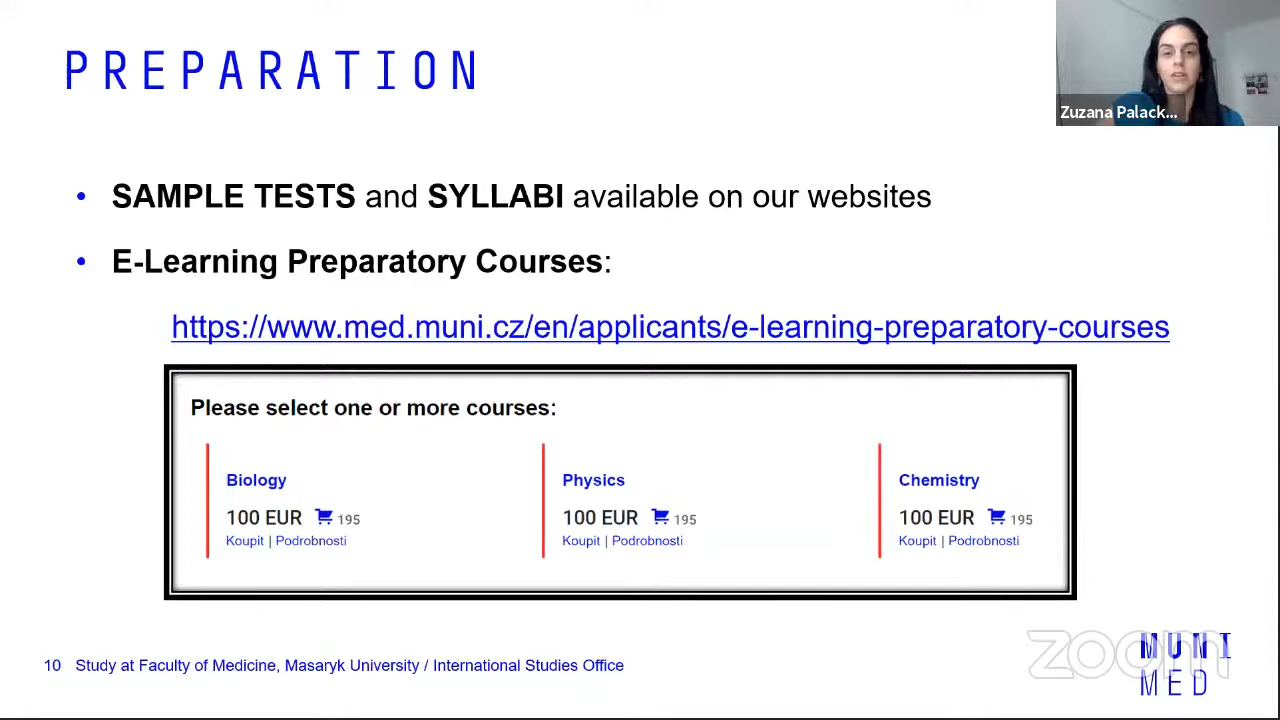 PREPARATION
Zuzana Palack...
• SAMPLE TESTS and SYLLABI available on our websites
• E-Learning Preparatory Courses:
https://www.med.muni.cz/en/applicants/e-learning-preparatory-courses
Please select one or more courses:
Biology
100 EUR 195
Koupit | Podrobnosti
Physics
100 EUR 195
Koupit | Podrobnosti
Chemistry
100 EUR 195
Koupit | Podrobnosti
10 Study at Faculty of Medicine, Masaryk University / International Studies Office
zoom
MUNI
MED